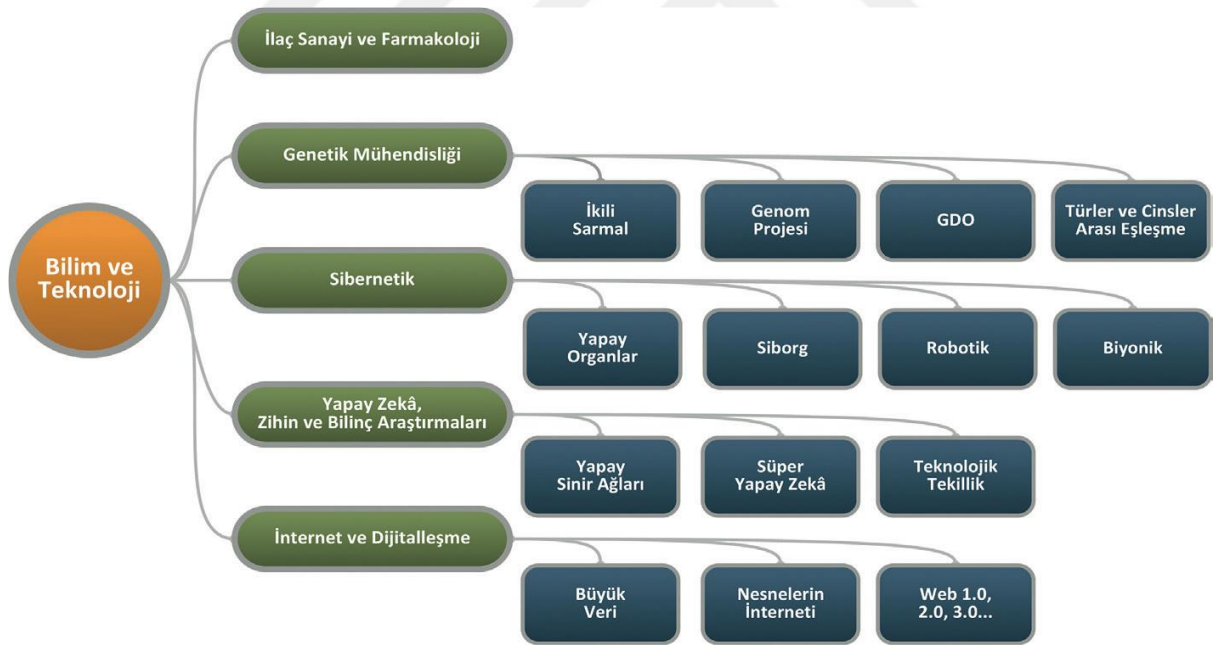 İlaç Sanayi ve Farmakoloji
Genetik Mühendisliği
İkili
Sarmal
Genom
Projesi
GDO
Türler ve Cinsler
Arası Eşleşme
Bilim ve
Teknoloji
Sibernetik
Yapay
Organlar
Siborg
Robotik
Biyonik
Yapay Zekâ,
Zihin ve Bilinç Araştırmaları
Yapay
Sinir Ağları
Süper
Yapay Zekâ
Teknolojik
Tekillik
İnternet ve Dijitalleşme
Büyük
Veri
Nesnelerin
İnterneti
Web 1.0,
2.0, 3.0...